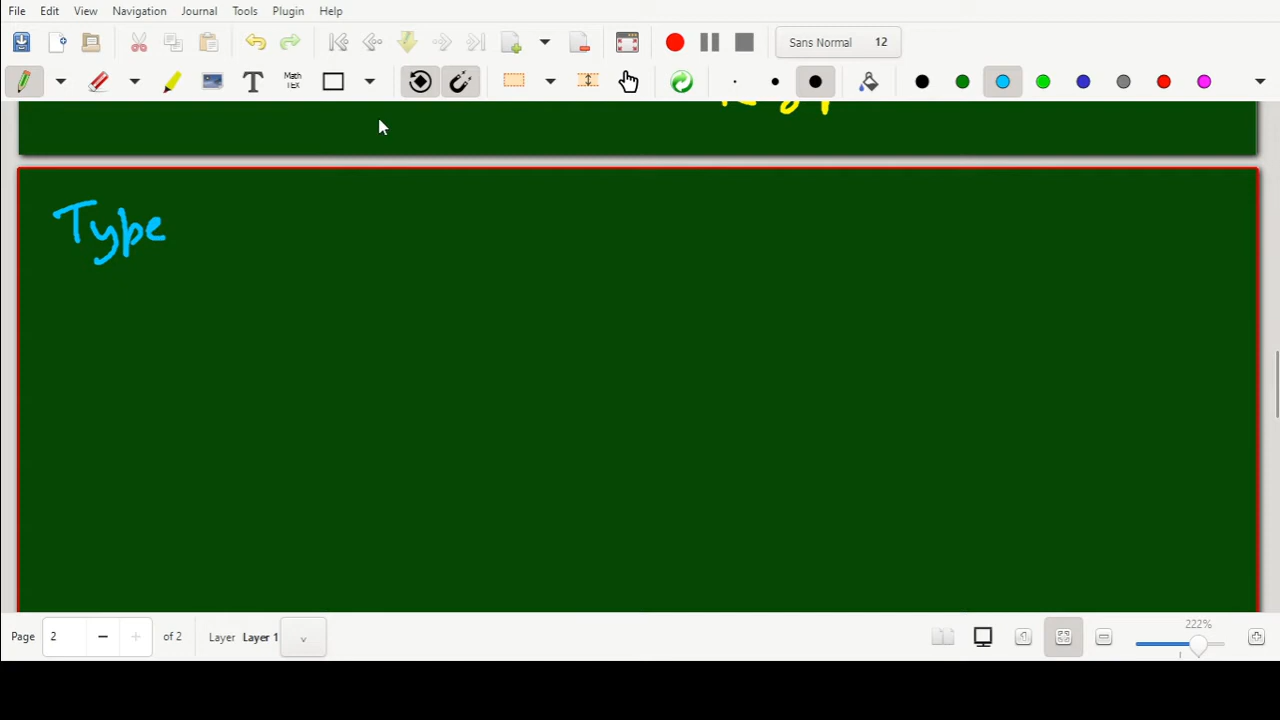 File Edit View Navigation Journal Tools Plugin Help
Sans Normal 12
Math
TEX
Type
Page 2 of 2 Layer Layer 1 222%